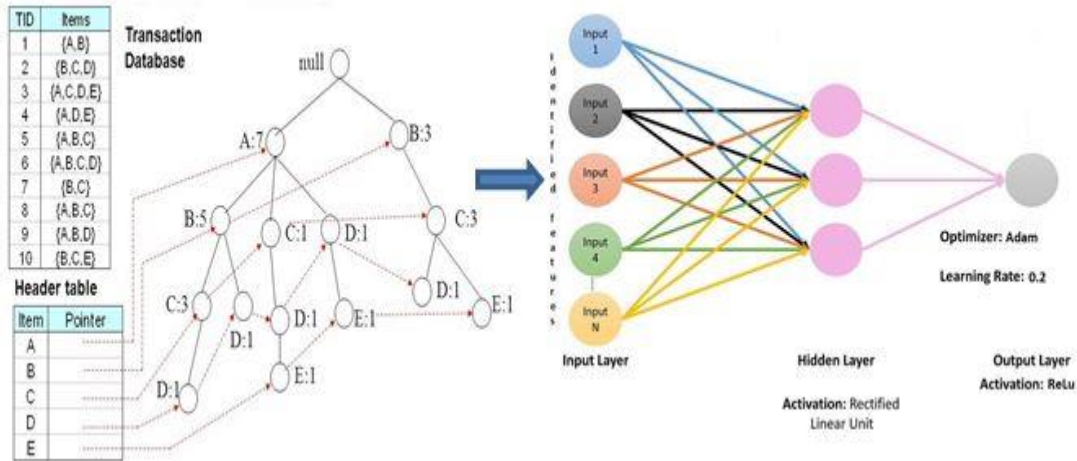 TID Items
1 {A,B}
2 {B,C,D}
3 {A,C,D,E}
4 {A,D,E}
5 {A,B,C}
6 {A,B,C,D}
7 {B,C}
8 {A,B,C}
9 {A,B,D}
10 {B,C,E}
Transaction
Database
Header table
Item Pointer
A
B
C
D
E
null
A:7
B:3
B:5
C:1
D:1
C:3
C:3
D:1
D:1
E:1
D:1
E:1
D:1
E:1
Identified features
Input
1
Input
2
Input
3
Input
4
Input
N
Input Layer
Hidden Layer
Activation: Rectified
Linear Unit
Optimizer: Adam
Learning Rate: 0.2
Output Layer
Activation: ReLu